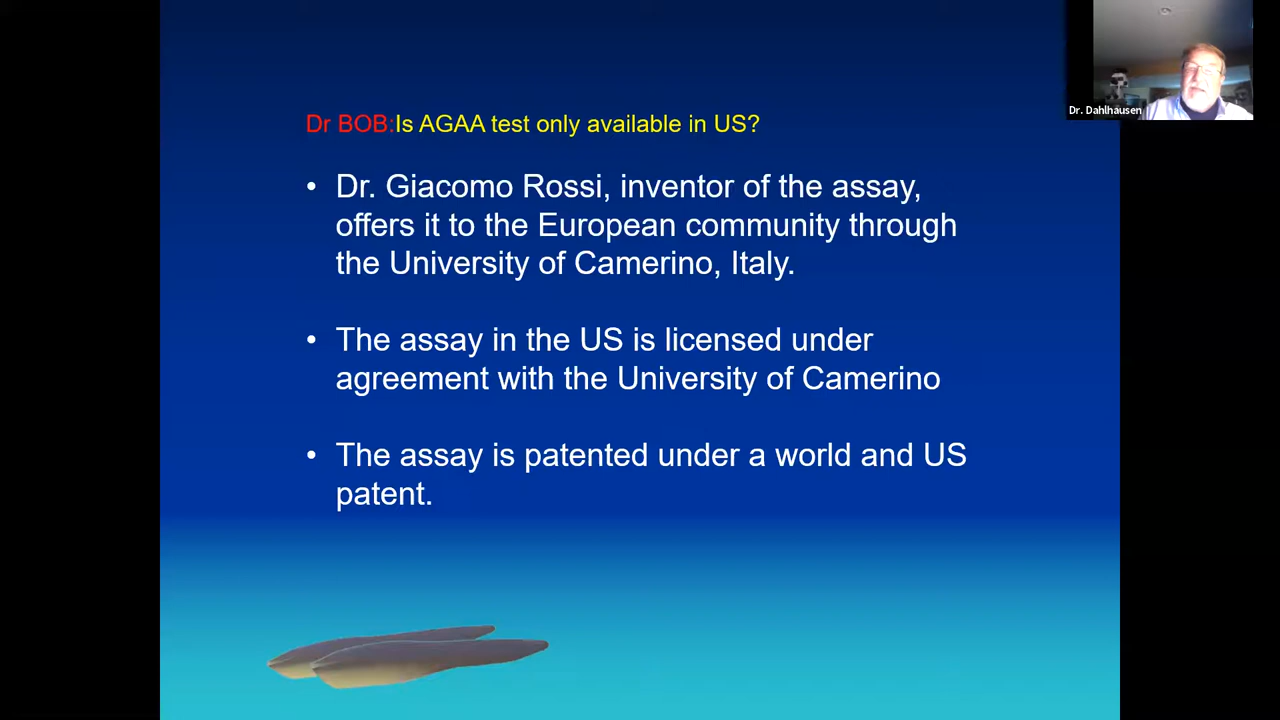 Dr. Dahlhausen
Dr BOB:Is AGAA test only available in US?
• Dr. Giacomo Rossi, inventor of the assay,
offers it to the European community through
the University of Camerino, Italy.
• The assay in the US is licensed under
agreement with the University of Camerino
• The assay is patented under a world and US
patent.